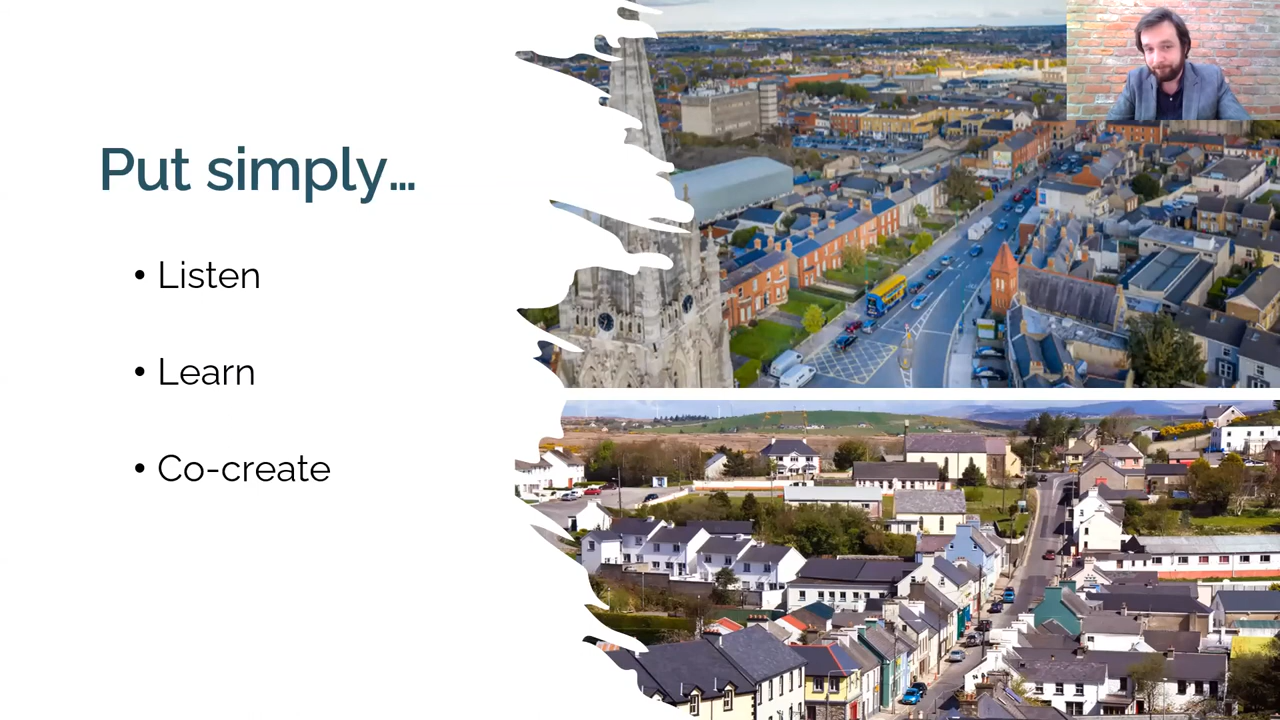 Put simply…
• Listen
• Learn
• Co-create